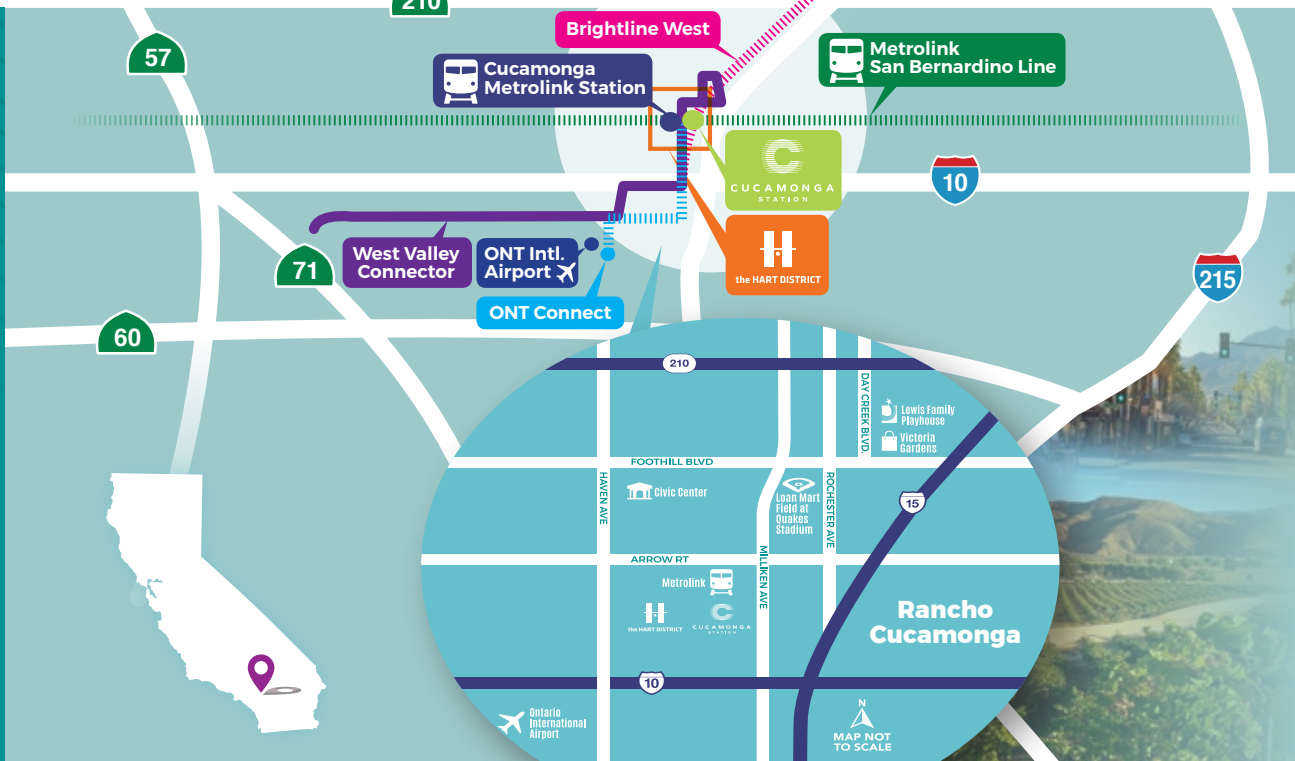 210
Brightline West
57
Cucamonga
Metrolink Station
Metrolink
San Bernardino Line
CUCAMONGA
STATION
10
the HART DISTRICT
West Valley
Connector
ONT Intl.
Airport
71
215
ONT Connect
60
210
DAY CREEK BLVD.
Lewis Family
Playhouse
Victoria
Gardens
FOOTHILL BLVD
HAVEN AVE
Civic Center
Loan Mart
Field at
Quakes
Stadium
ROCHESTER AVE
15
ARROW RT
MILLIKEN AVE
Metrolink
the HART DISTRICT
CUCAMONGA
STATION
Rancho
Cucamonga
10
Ontario
International
Airport
N
MAP NOT
TO SCALE